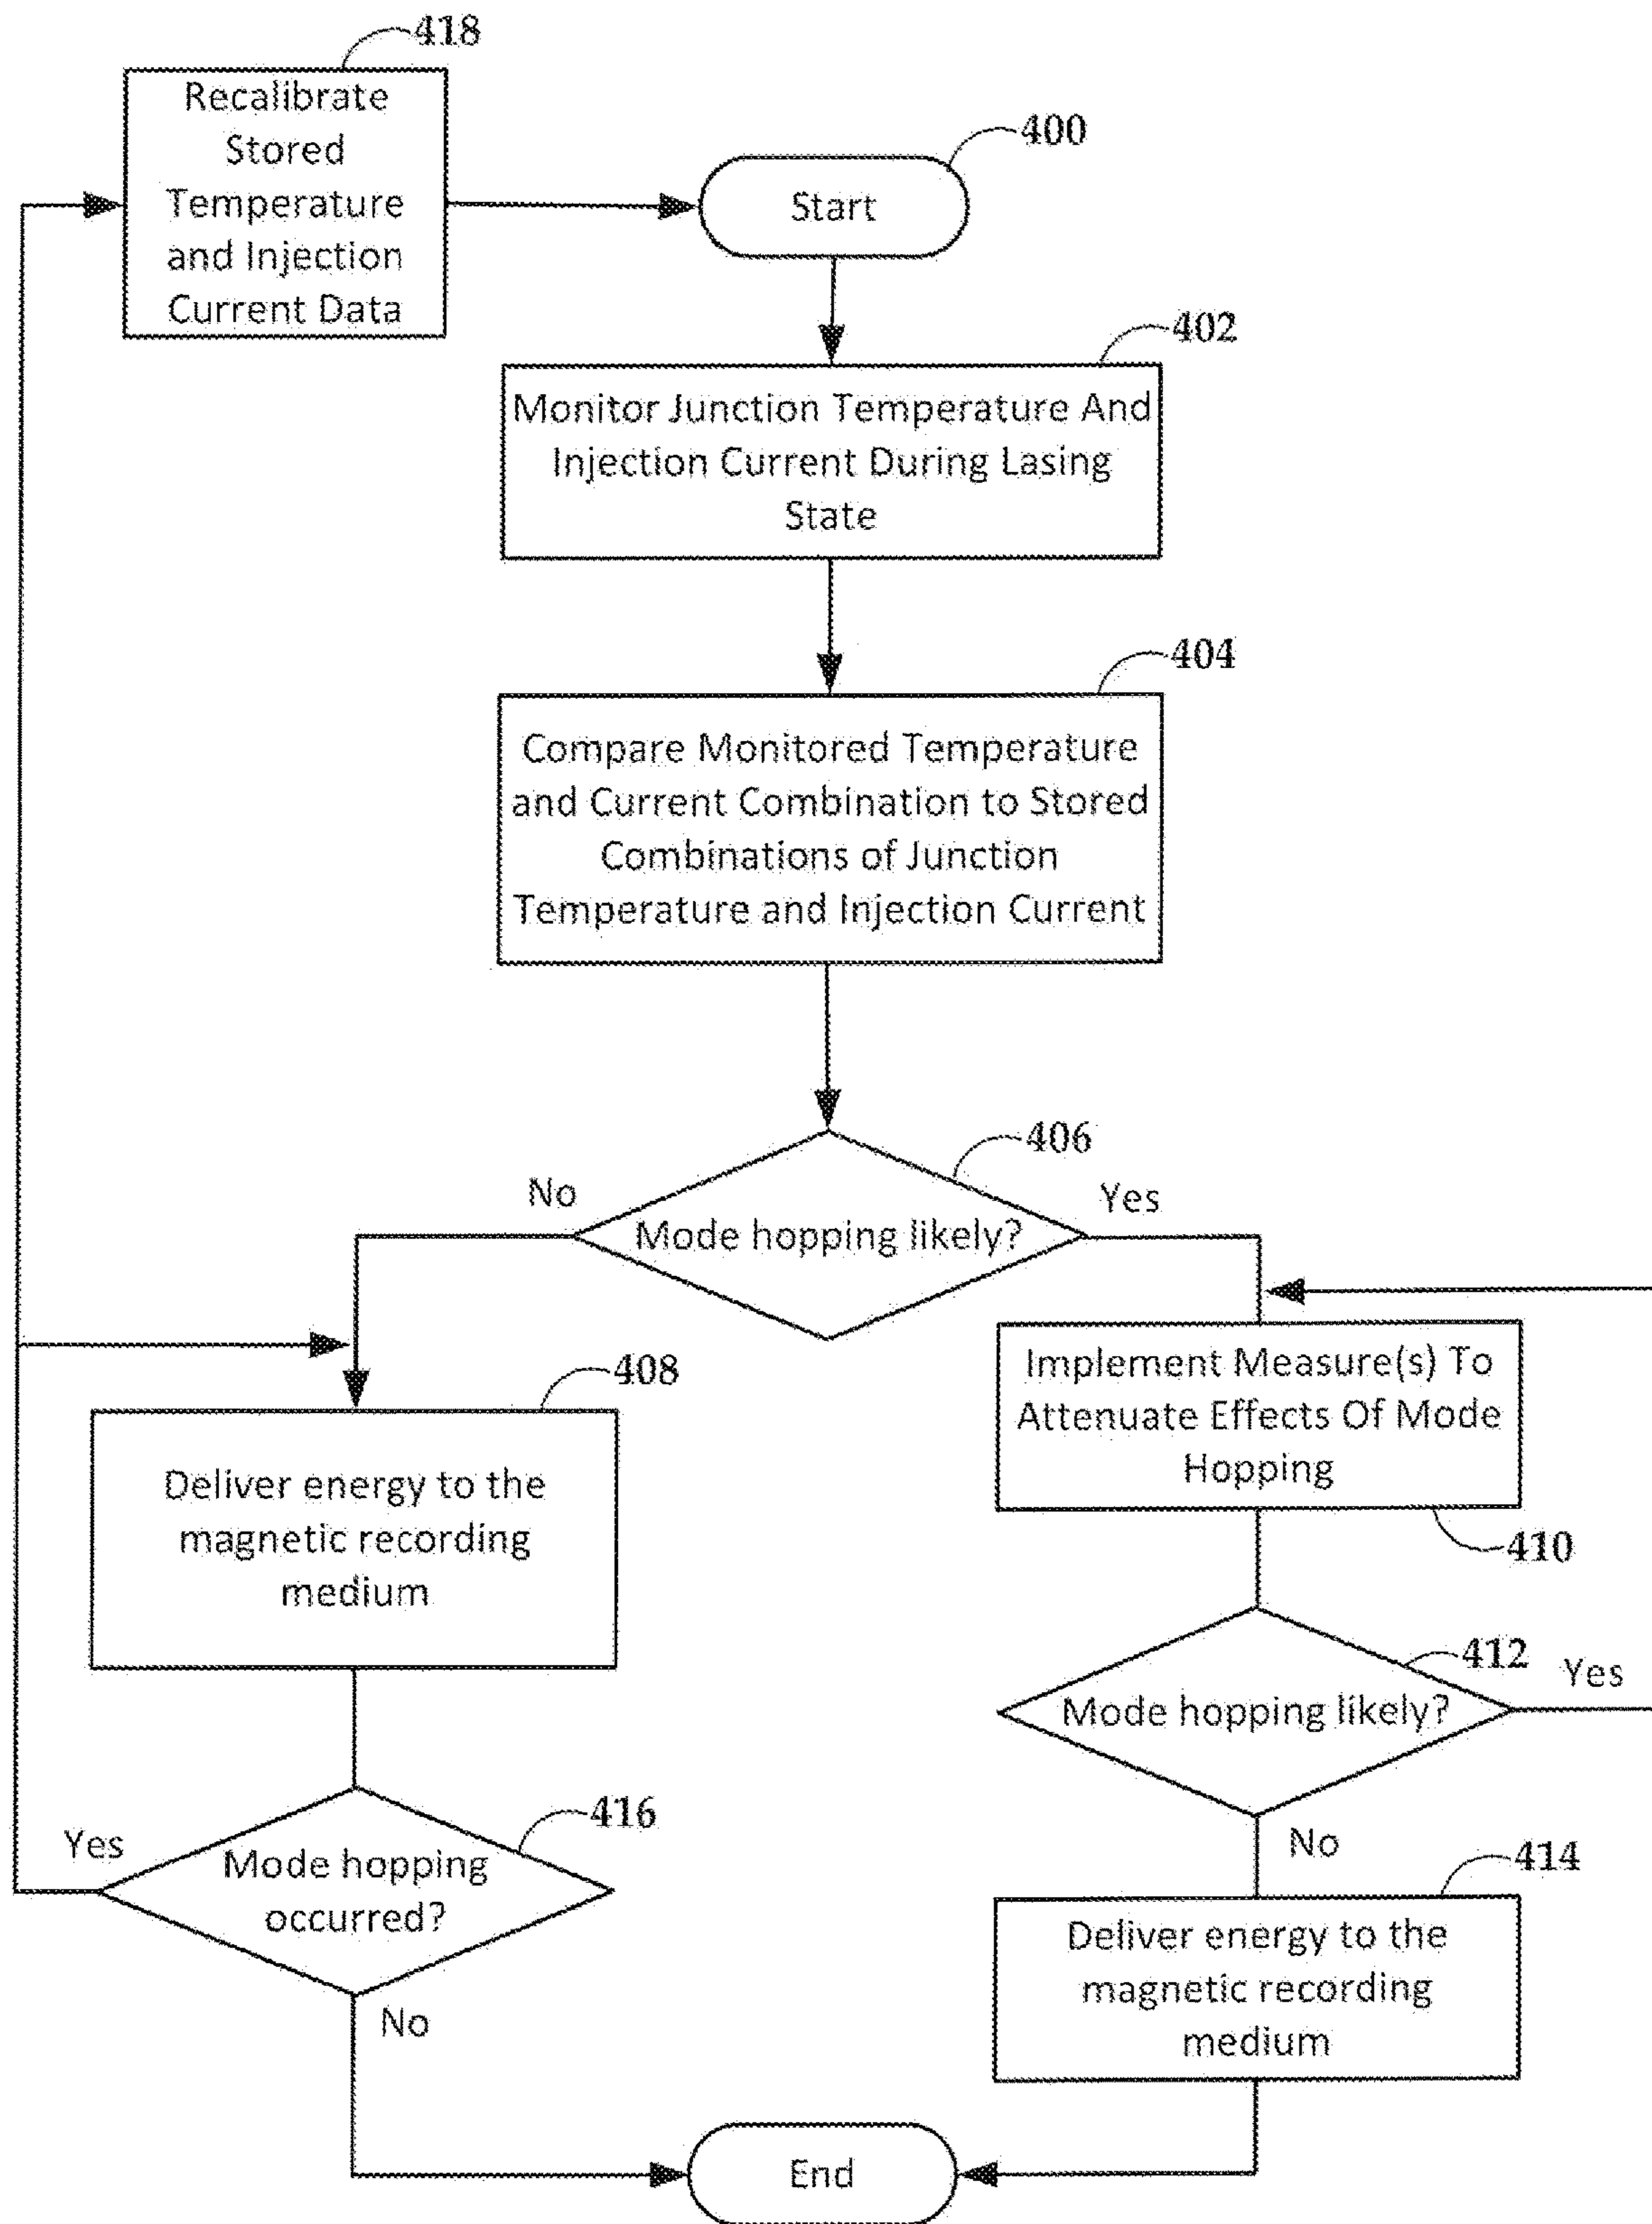 418
Recalibrate
Stored
Temperature
and Injection
Current Data
400
Start
402
Monitor Junction Temperature And
Injection Current During Lasing
State
404
Compare Monitored Temperature
and Current Combination to Stored
Combinations of Junction
Temperature and Injection Current
406
No
Yes
Mode hopping likely?
408
Deliver energy to the
magnetic recording
medium
Implement Measure(s) To
Attenuate Effects Of Mode
Hopping
410
412
Yes
Mode hopping likely?
416
Yes
Mode hopping
occurred?
No
No
414
Deliver energy to the
magnetic recording
medium
End